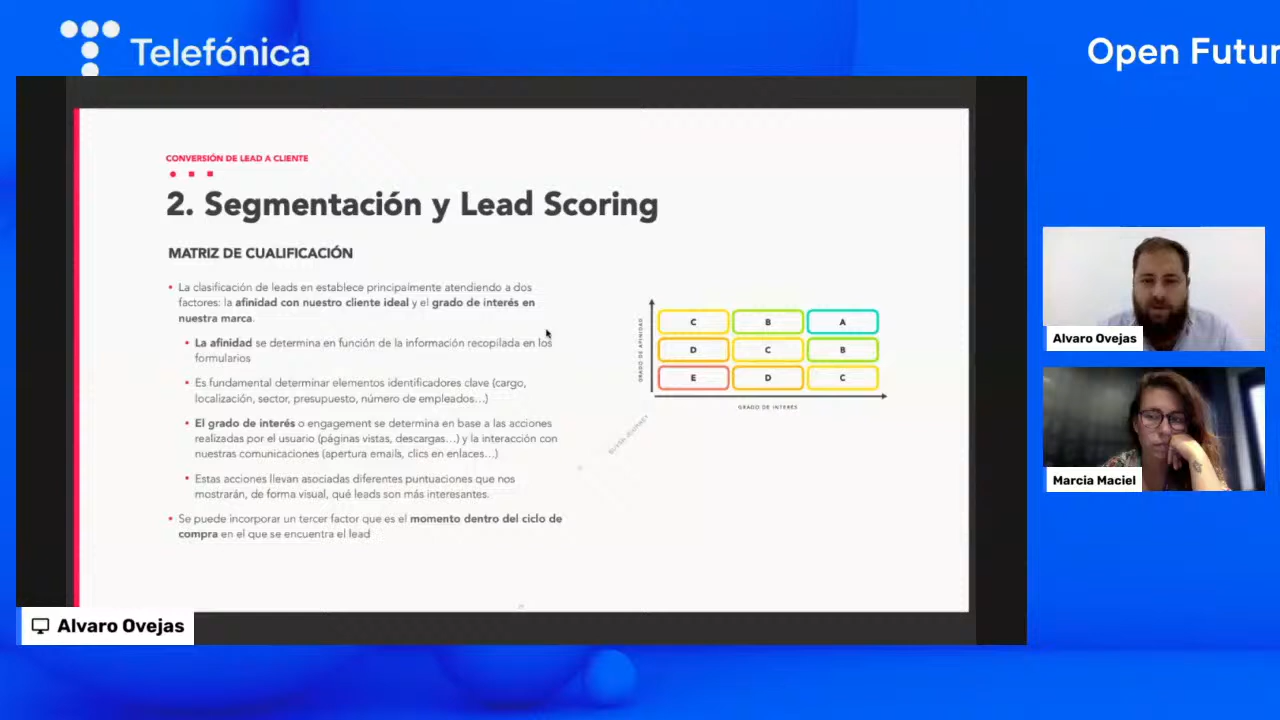 Telefónica
Open Futur
CONVERSIÓN DE LEAD A CLIENTE
2. Segmentación y Lead Scoring
MATRIZ DE CUALIFICACIÓN
La clasificación de leads en establece principalmente atendiendo a dos
factores: la afinidad con nuestro cliente ideal y el grado de interés en
nuestra marca.
La afinidad se determina en función de la información recopilada en los
formularios
Es fundamental determinar elementos identificadores clave (cargo,
localización, sector, presupuesto, número de empleados…)
El grado de interés o engagement se determina en base a las acciones
realizadas por el usuario (páginas vistas, descargas…) y la interacción con
nuestras comunicaciones (apertura emails, clics en enlaces…)
Estas acciones llevan asociadas diferentes puntuaciones que nos
mostrarán, de forma visual, qué leads son más interesantes.
Se puede incorporar un tercer factor que es el momento dentro del ciclo de
compra en el que se encuentra el lead
GRADO DE AFINIDAD
C B A
D C B
E D C
GRADO DE INTERÉS
BUYER JOURNEY
Alvaro Ovejas
Marcia Maciel
Alvaro Ovejas